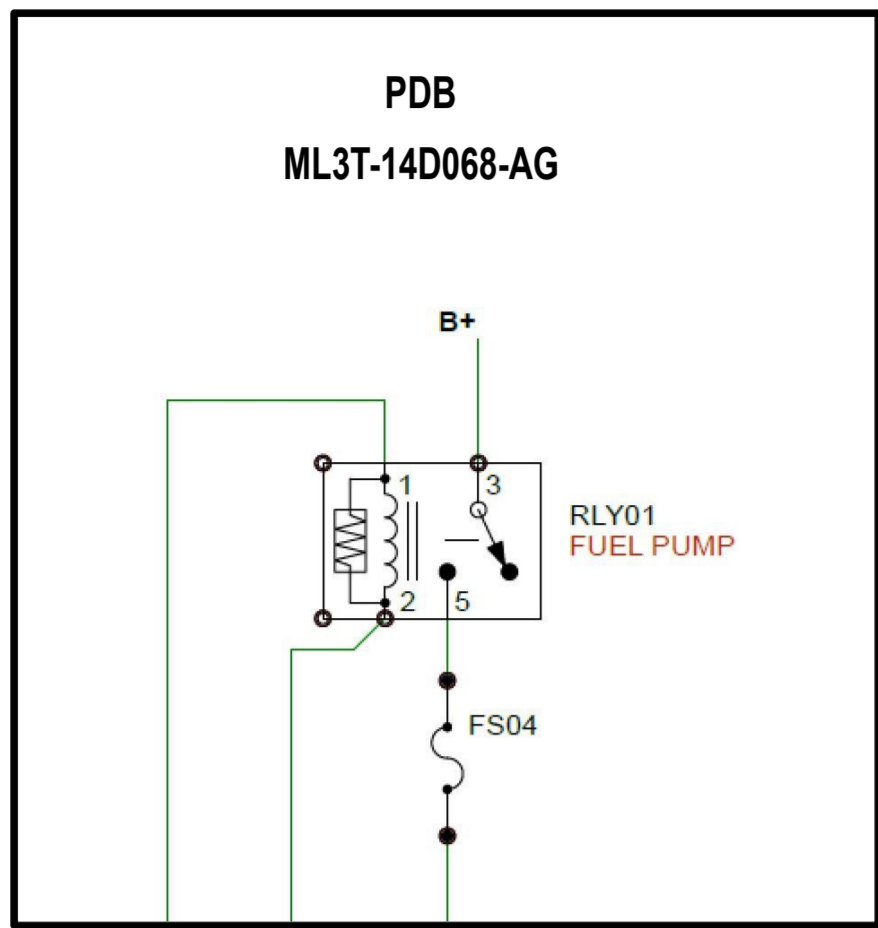 PDB
ML3T-14D068-AG
B+
1
3
RLY01
FUEL PUMP
2
5
FS04